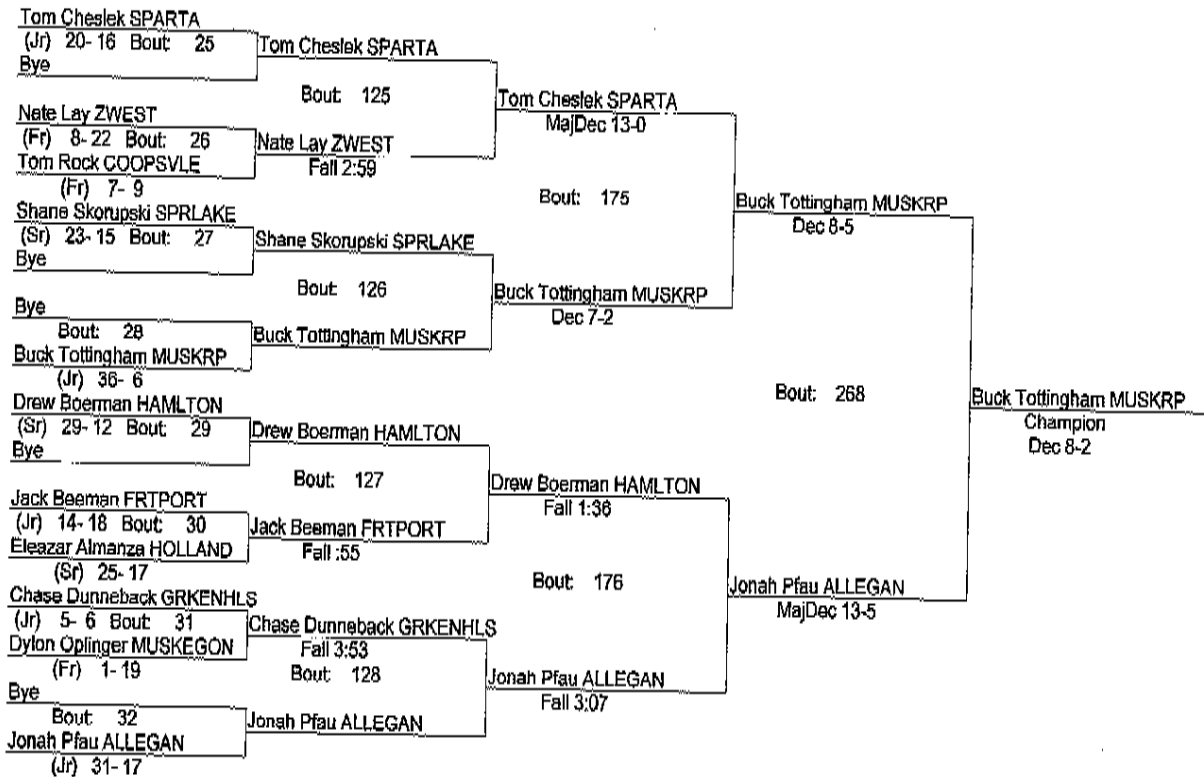 Tom Cheslek SPARTA
(Jr) 20- 16 Bout: 25
Bye
Nate Lay ZWEST
(Fr) 8- 22 Bout: 26
Tom Rock COOPSVLE
(Fr) 7- 9
Shane Skorupski SPRLAKE
(Sr) 23- 15 Bout: 27
Bye
Bye
Bout: 28
Buck Tottingham MUSKRP
(Jr) 36- 6
Drew Boerman HAMLTON
(Sr) 29- 12 Bout: 29
Bye
Jack Beeman FRTPORT
(Jr) 14- 18 Bout: 30
Eleazar Almanza HOLLAND
(Sr) 25- 17
Chase Dunneback GRKENHLS
(Jr) 5- 6 Bout: 31
Dylon Oplinger MUSKEGON
(Fr) 1- 19
Bye
Bout: 32
Jonah Pfau ALLEGAN
(Jr) 31- 17
Tom Cheslek SPARTA
Bout: 125
Nate Lay ZWEST
Fall 2:59
Shane Skorupski SPRLAKE
Bout: 126
Buck Tottingham MUSKRP
Drew Boerman HAMLTON
Bout: 127
Jack Beeman FRTPORT
Fall :55
Chase Dunneback GRKENHLS
Fall 3:53
Bout: 128
Jonah Pfau ALLEGAN
Tom Cheslek SPARTA
MajDec 13-0
Bout: 175
Buck Tottingham MUSKRP
Dec 7-2
Drew Boerman HAMLTON
Fall 1:36
Bout: 176
Jonah Pfau ALLEGAN
Fall 3:07
Buck Tottingham MUSKRP
Dec 8-5
Bout: 268
Jonah Pfau ALLEGAN
MajDec 13-5
Buck Tottingham MUSKRP
Champion
Dec 8-2